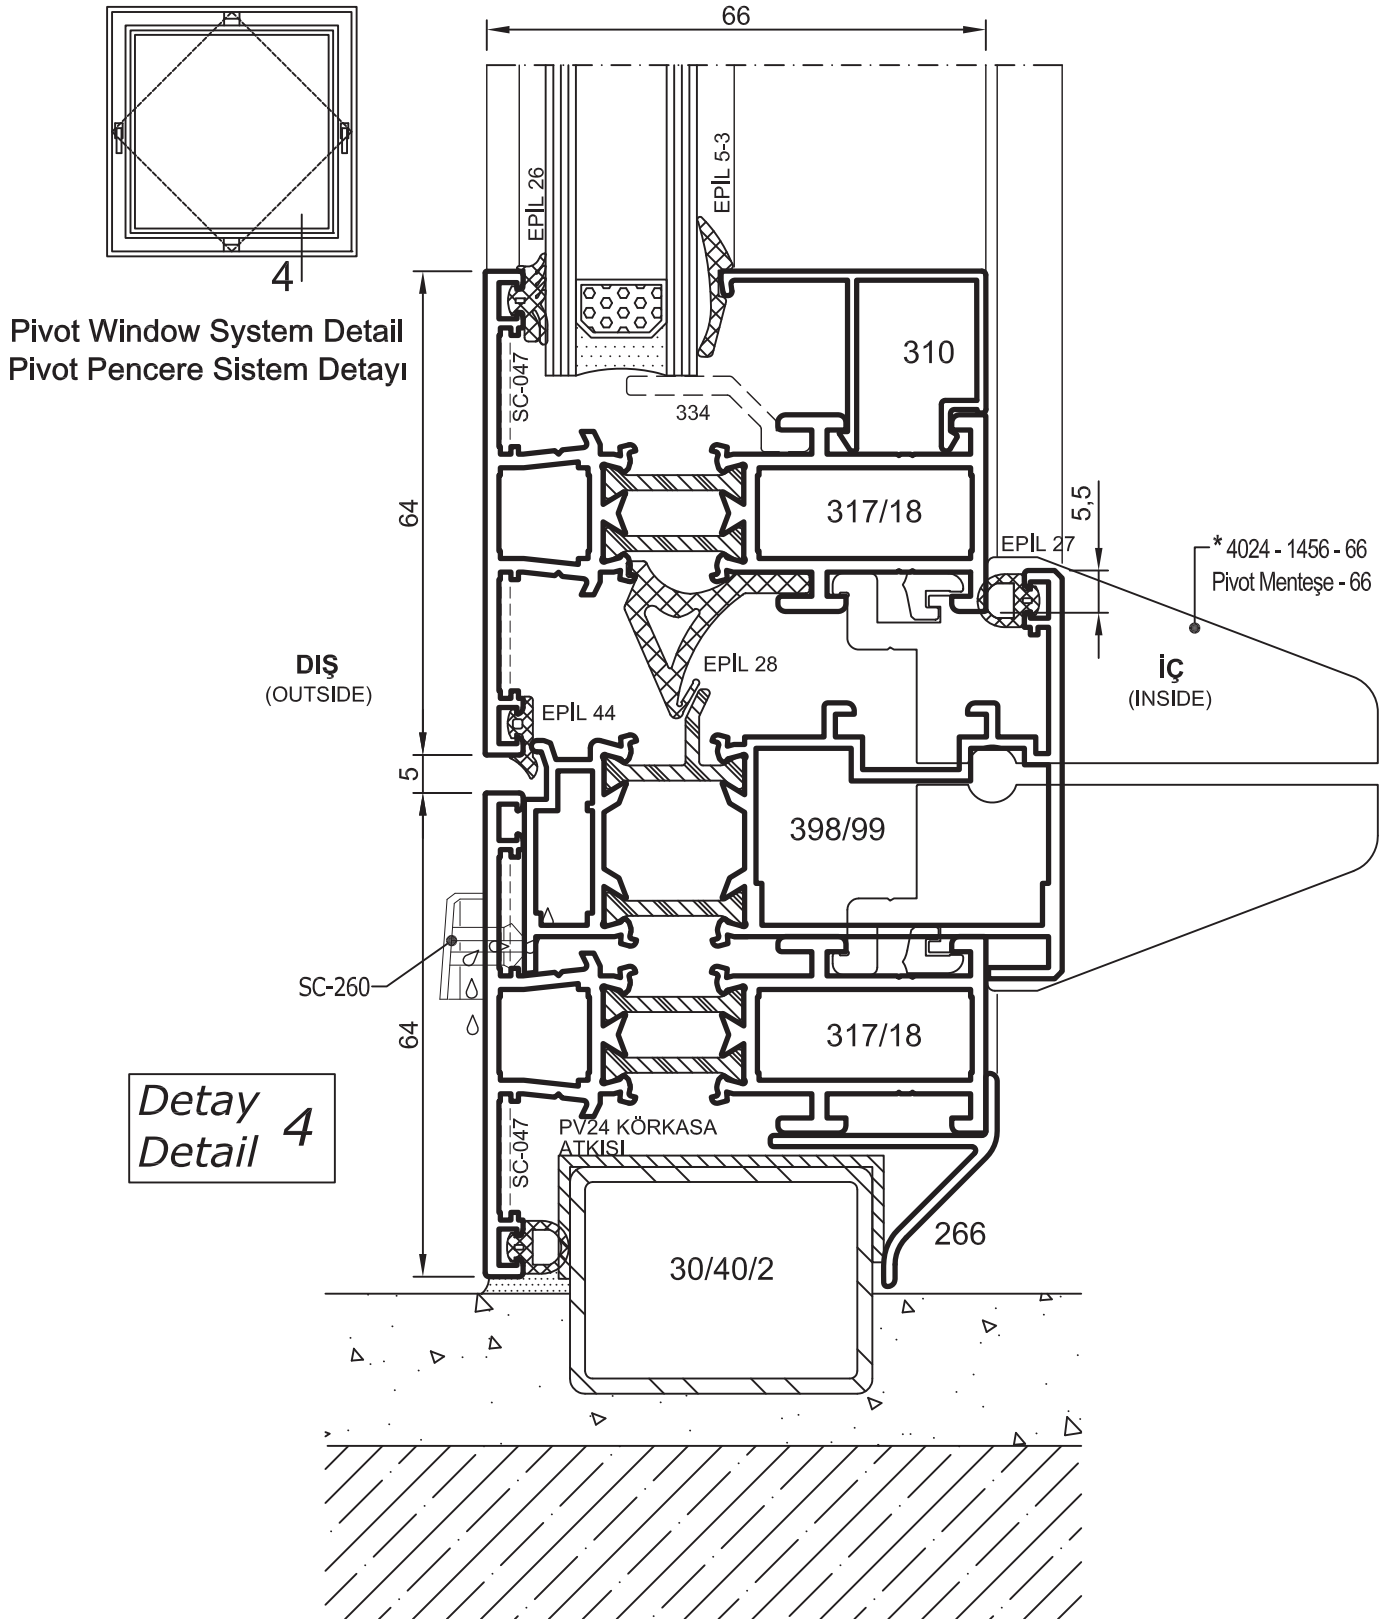 66
4
Pivot Window System Detail
Pivot Pencere Sistem Detayı
EPİL 26
EPİL 5-3
SC-047
310
334
64
317/18
5,5
EPİL 27
* 4024 - 1456 - 66
Pivot Menteşe - 66
DIŞ
(OUTSIDE)
EPİL 28
İÇ
(INSIDE)
EPİL 44
5
398/99
SC-260
64
317/18
Detay
Detail 4
SC-047
PV24 KÖRKASA
ATKISI
266
30/40/2